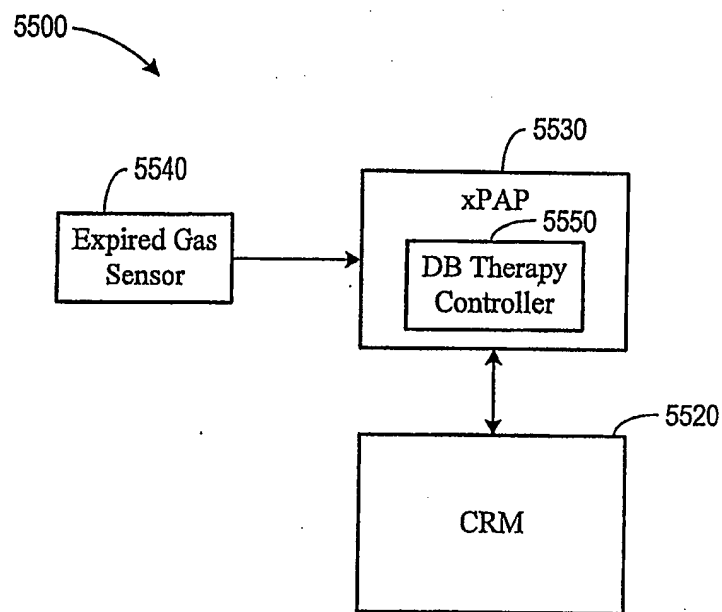 5500
5530
5540
xPAP
5550
Expired Gas
Sensor
DB Therapy
Controller
5520
CRM